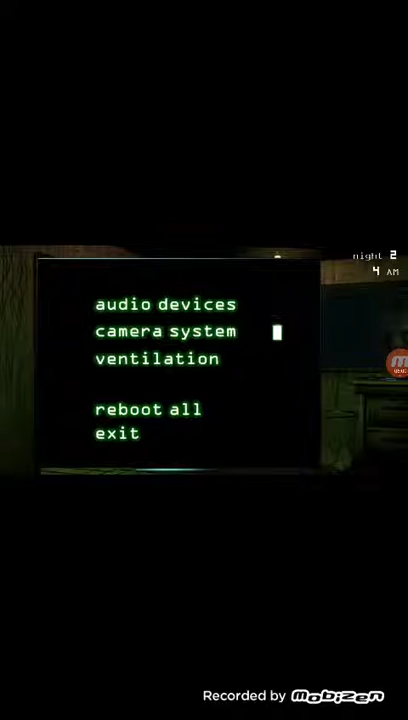 night 2
4 AM
audio devices
camera system
ventilation
reboot all
exit
Recorded by mobizen